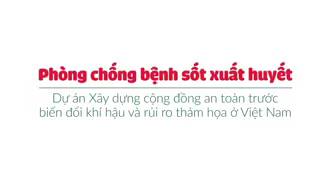 Phòng chống bệnh sốt xuất huyết
Dự án Xây dựng cộng đồng an toàn trước
biến đổi khí hậu và rủi ro thảm họa ở Việt Nam